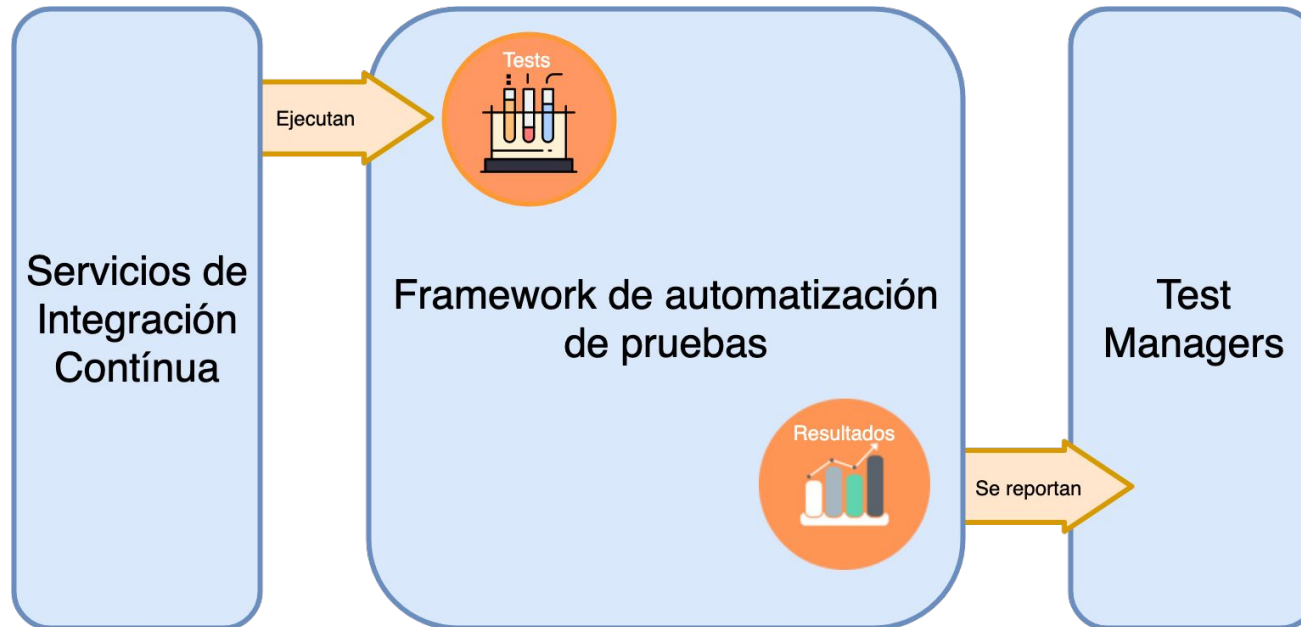 Tests
Ejecutan
Servicios de
Integración
Contínua
Framework de automatización
de pruebas
Test
Managers
Resultados
Se reportan